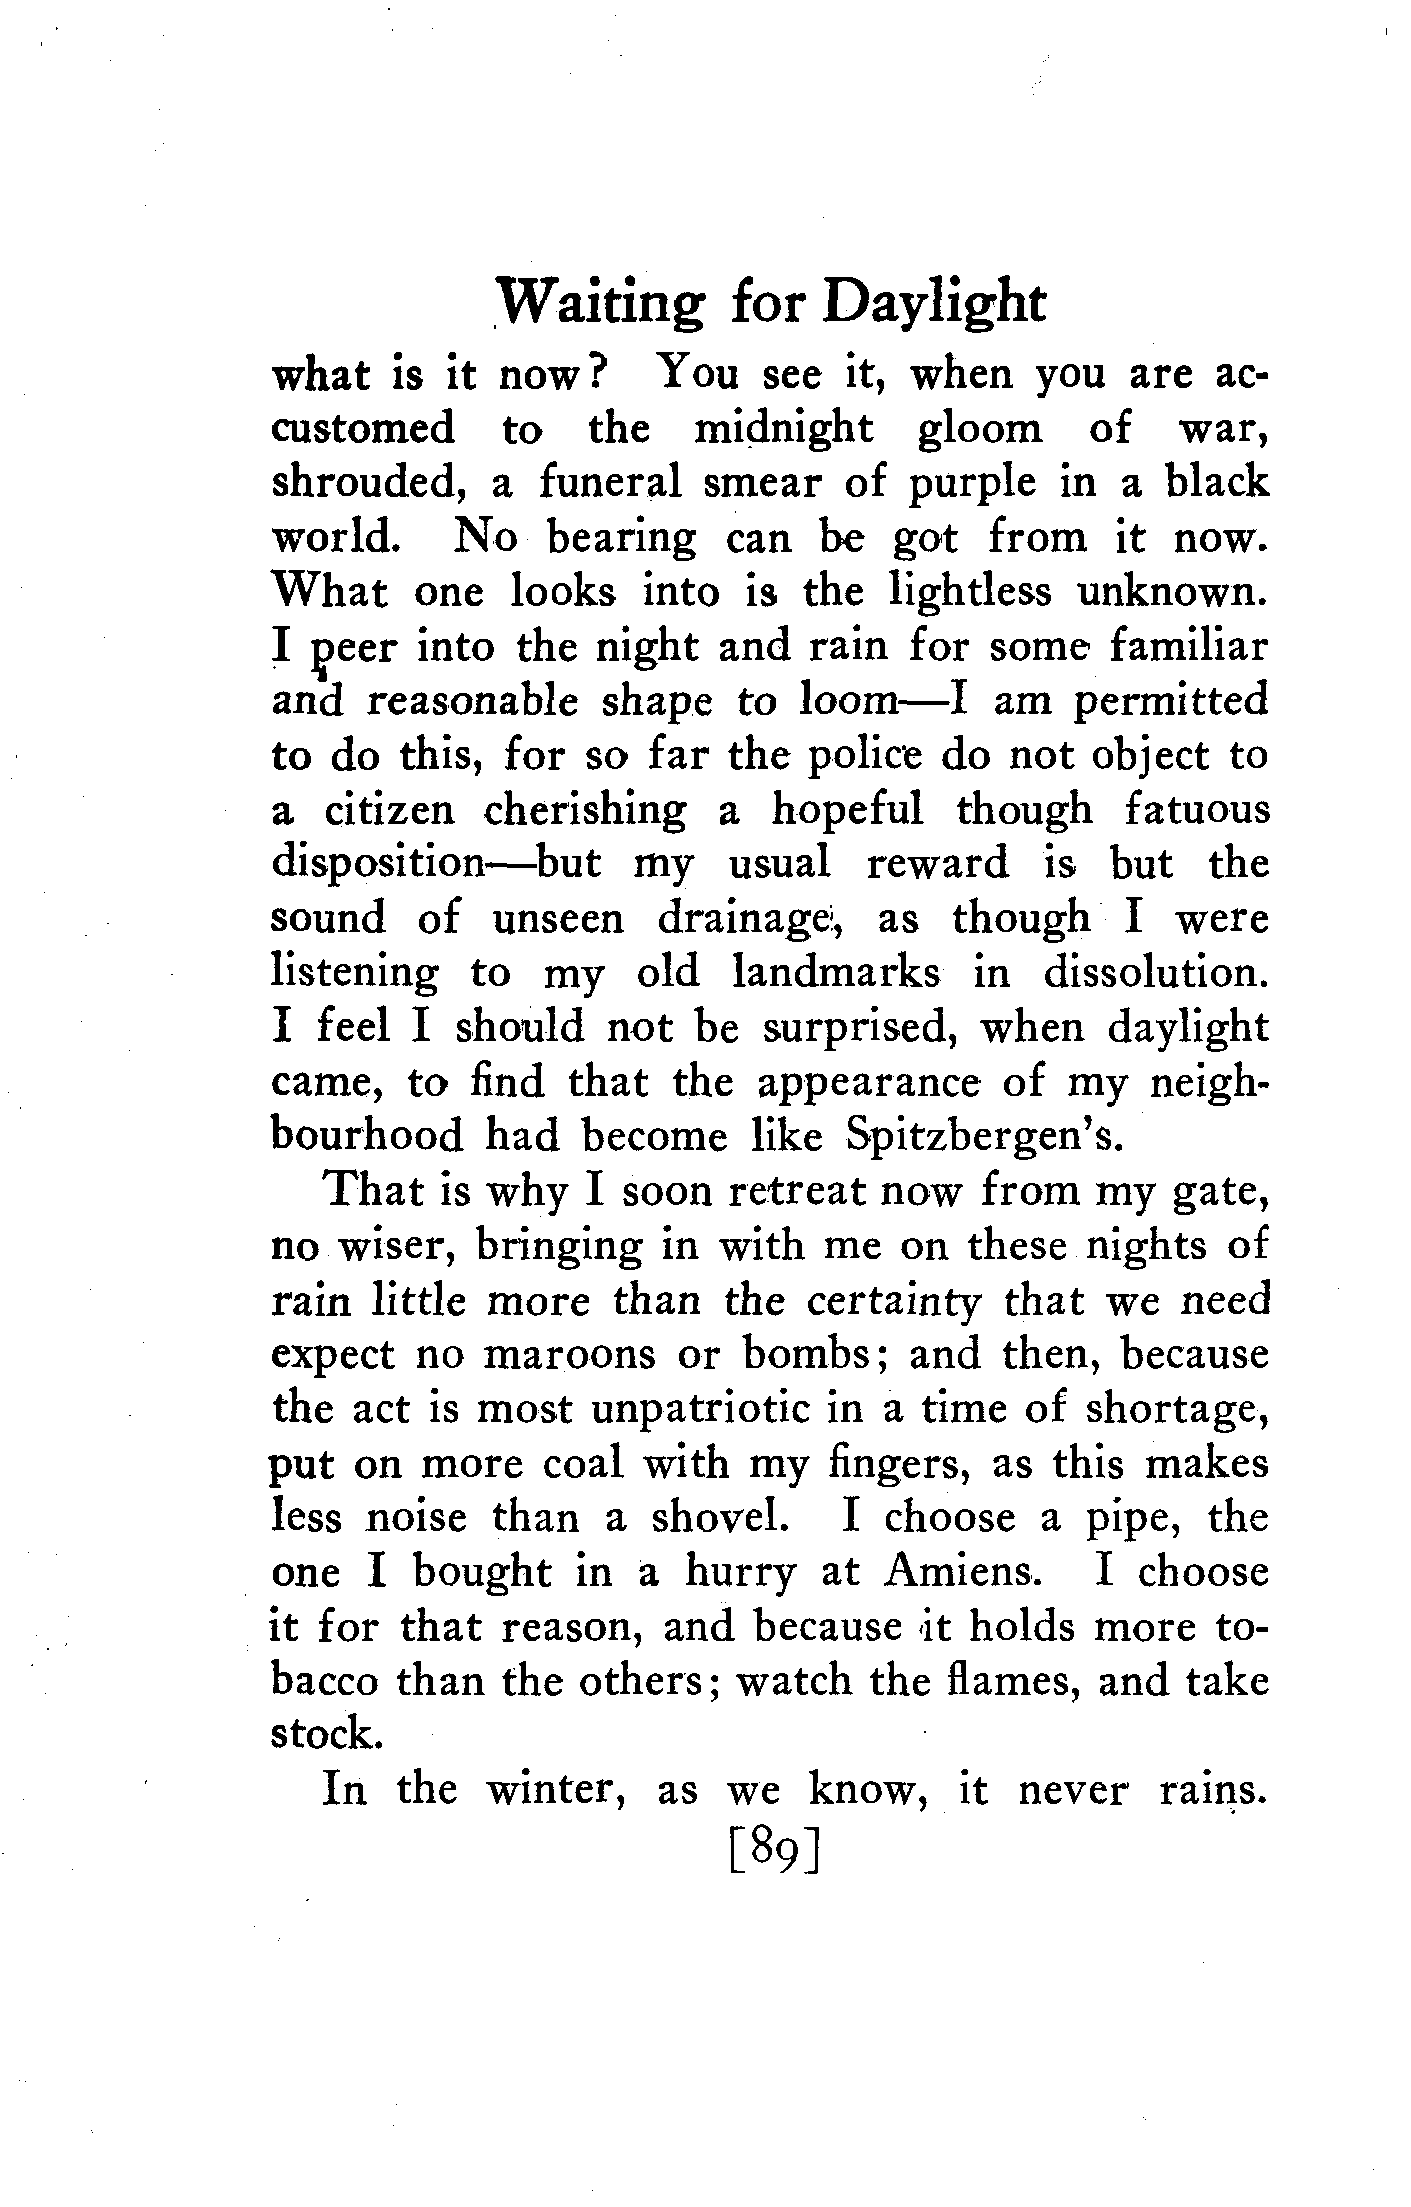 Waiting for Daylight
what is it now? You see it, when you are ac-
customed to the midnight gloom of war,
shrouded, a funeral smear of purple in a black
world. No bearing can be got from it now.
What one looks into is the lightless unknown.
I peer into the night and rain for some familiar
and reasonable shape to loom—I am permitted
to do this, for so far the police do not object to
a citizen cherishing a hopeful though fatuous
disposition—but my usual reward is but the
sound of unseen drainage, as though I were
listening to my old landmarks in dissolution.
I feel I should not be surprised, when daylight
came, to find that the appearance of my neigh-
bourhood had become like Spitzbergen's.
That is why I soon retreat now from my gate,
no wiser, bringing in with me on these nights of
rain little more than the certainty that we need
expect no maroons or bombs; and then, because
the act is most unpatriotic in a time of shortage,
put on more coal with my fingers, as this makes
less noise than a shovel. I choose a pipe, the
one I bought in a hurry at Amiens. I choose
it for that reason, and because it holds more to-
bacco than the others; watch the flames, and take
stock.
In the winter, as we know, it never rains.
[89]